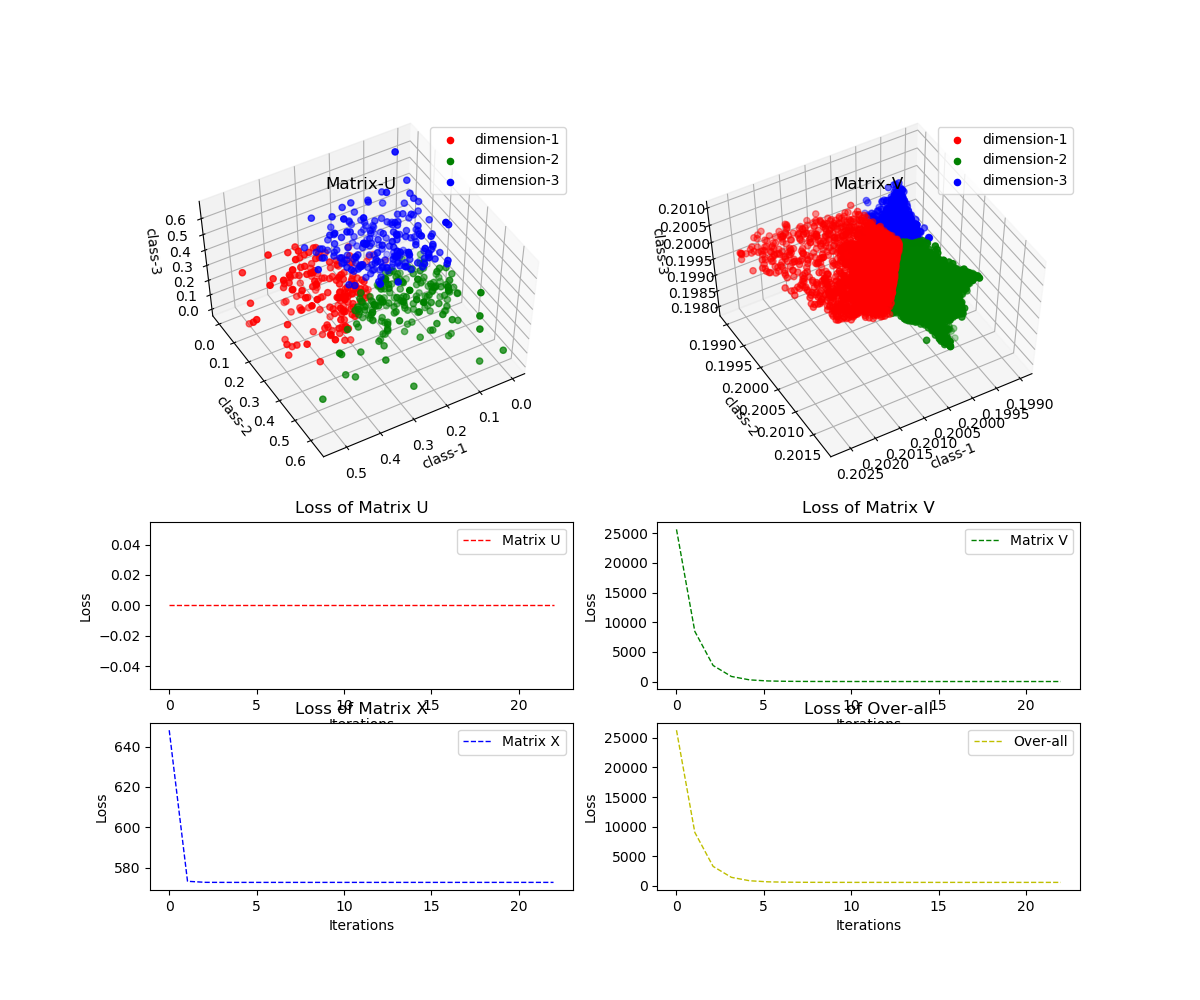 Matrix-U
dimension-1
dimension-2
dimension-3
class-3
0.6
0.5
0.4
0.3
0.2
0.1
0.0
0.0
0.1
0.2
0.3
0.4
0.5
0.6
class-2
0.5
0.4
0.3
0.2
0.1
0.0
class-1
Matrix-V
dimension-1
dimension-2
dimension-3
class-3
0.2010
0.2005
0.2000
0.1995
0.1990
0.1985
0.1980
0.1990
0.1995
0.2000
0.2005
0.2010
0.2015
class-2
0.2025
0.2020
0.2015
0.2010
0.2005
0.2000
0.1995
0.1990
class-1
Loss of Matrix U
Matrix U
Loss
0.04
0.02
0.00
−0.02
−0.04
0 5 10 15 20
Iterations
Loss of Matrix V
Matrix V
Loss
25000
20000
15000
10000
5000
0
0 5 10 15 20
Iterations
Loss of Matrix X
Matrix X
Loss
640
620
600
580
0 5 10 15 20
Iterations
Loss of Over-all
Over-all
Loss
25000
20000
15000
10000
5000
0
0 5 10 15 20
Iterations